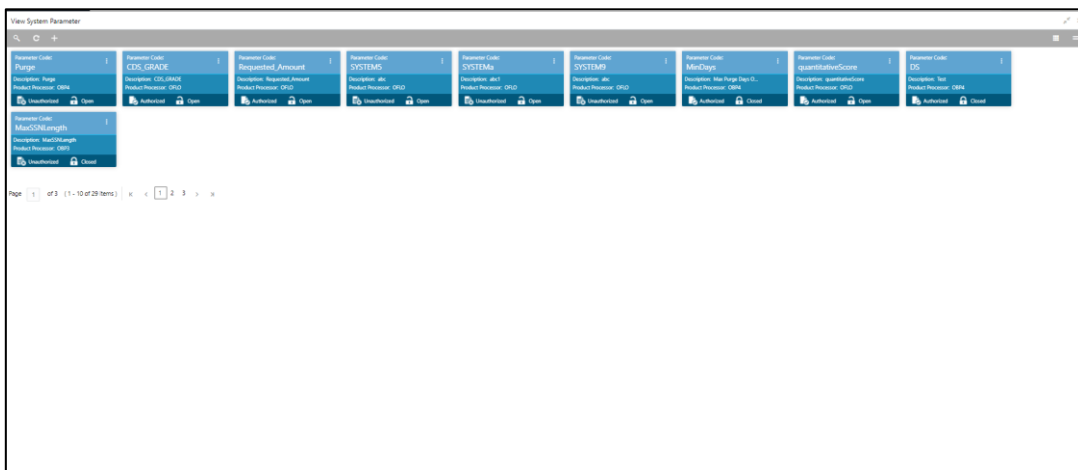 View System Parameter
Parameter Code:
Purge
Description: Purge
Product Processor: OBP4
Unauthorized Open
Parameter Code:
CDS_GRADE
Description: CDS_GRADE
Product Processor: OFLO
Authorized Open
Parameter Code:
Requested_Amount
Description: Requested_Amount
Product Processor: OFLO
Authorized Open
Parameter Code:
SYSTEM5
Description: abc
Product Processor: OFLO
Unauthorized Open
Parameter Code:
SYSTEMa
Description: abc1
Product Processor: OFLO
Unauthorized Open
Parameter Code:
SYSTEM9
Description: abc
Product Processor: OFLO
Unauthorized Open
Parameter Code:
MinDays
Description: Max Purge Days O...
Product Processor: OBP4
Authorized Closed
Parameter Code:
quantitativeScore
Description: quantitativeScore
Product Processor: OFLO
Authorized Open
Parameter Code:
DS
Description: Test
Product Processor: OBP4
Authorized Closed
Parameter Code:
MaxSSNLength
Description: MaxSSNLength
Product Processor: OBP3
Unauthorized Closed
Page 1 of 3 (1 - 10 of 29 items) K < 1 2 3 > >|